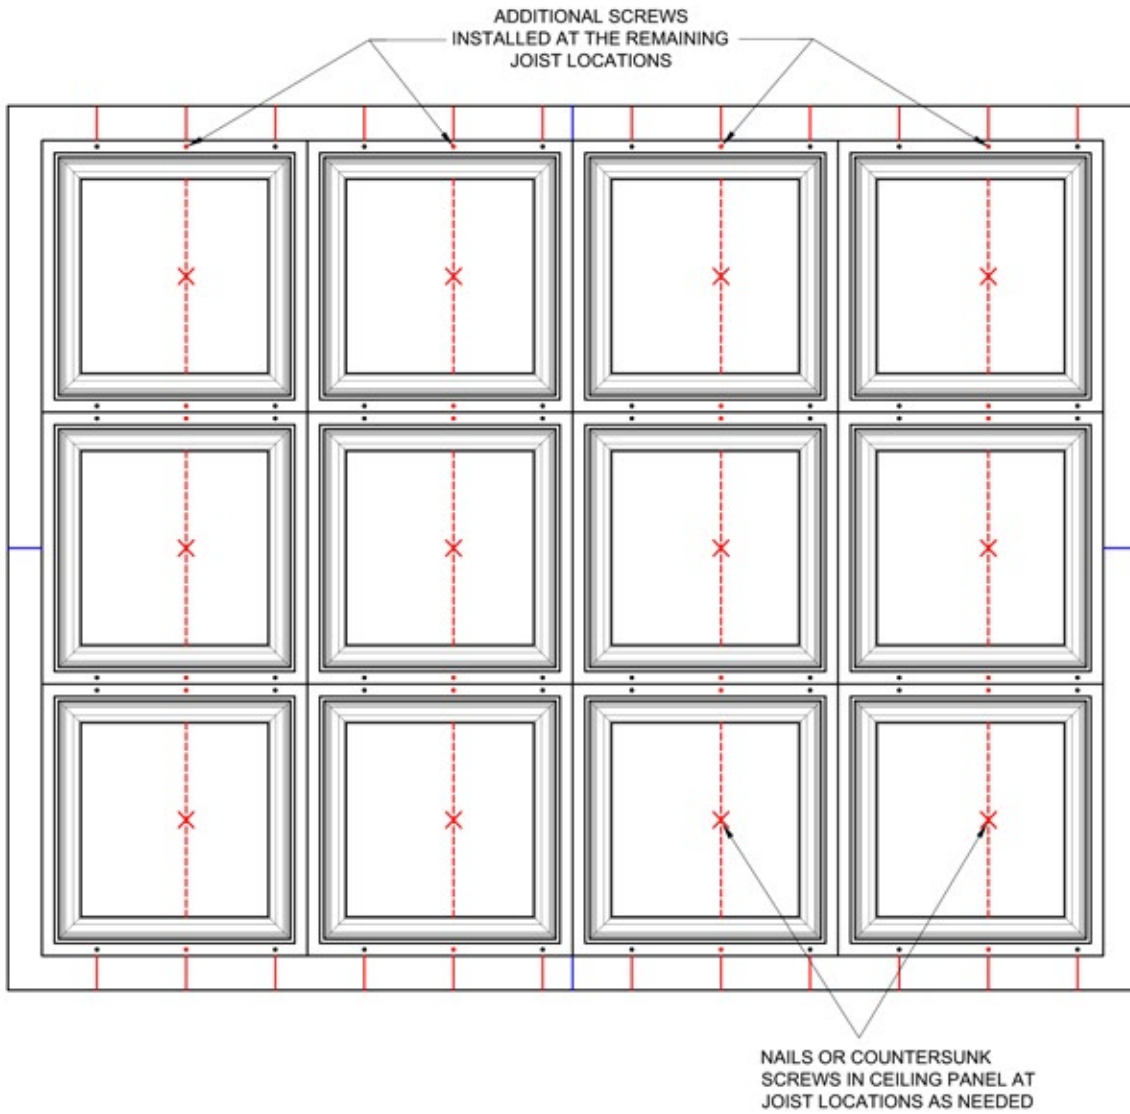 ADDITIONAL SCREWS
INSTALLED AT THE REMAINING
JOIST LOCATIONS
NAILS OR COUNTERSUNK
SCREWS IN CEILING PANEL AT
JOIST LOCATIONS AS NEEDED